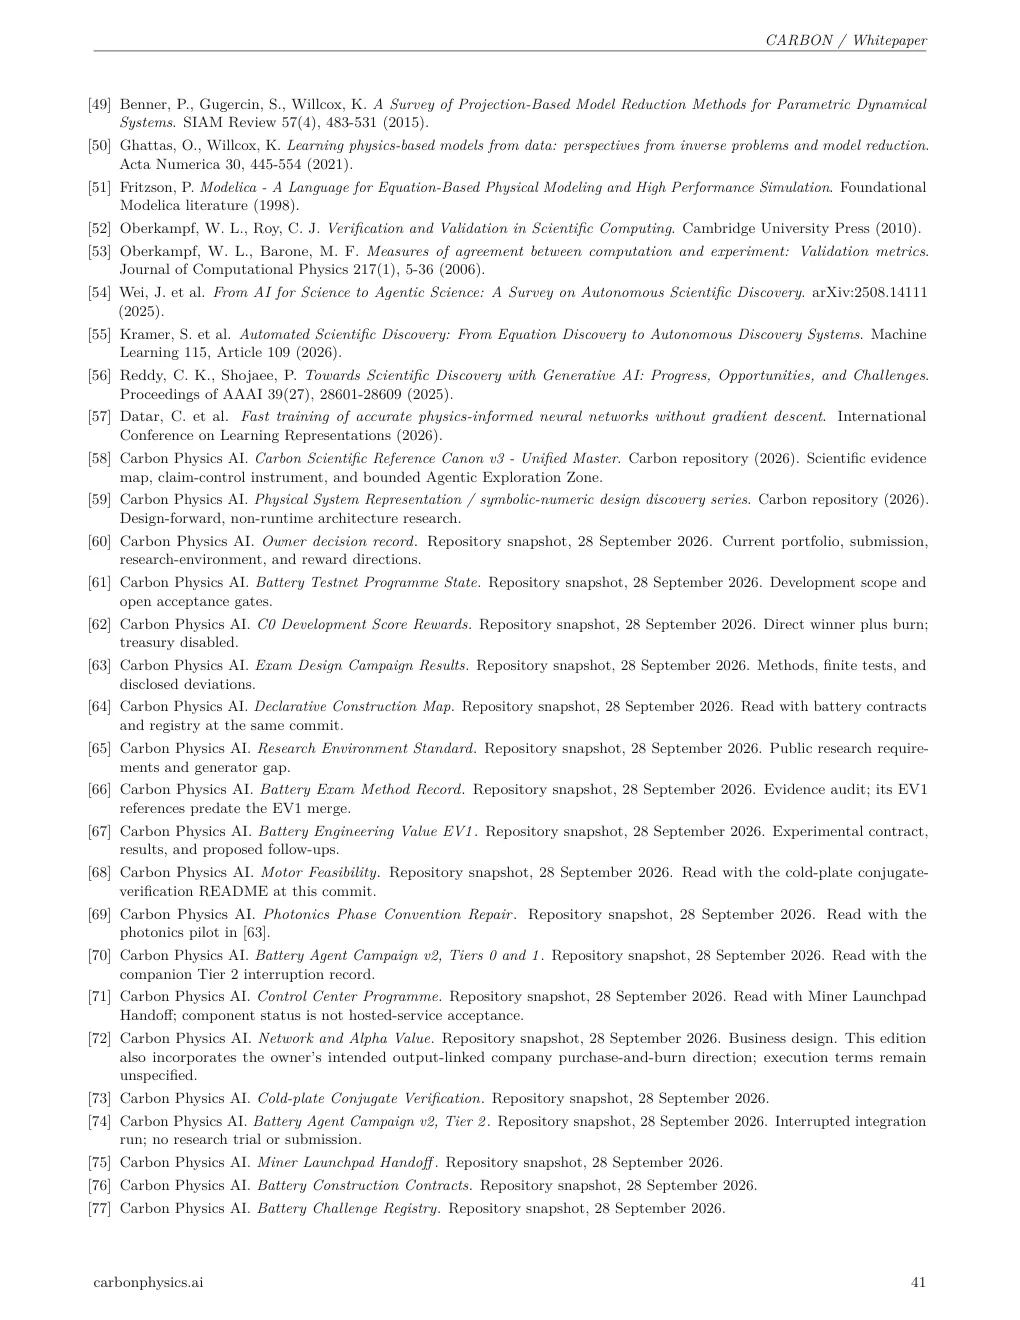 CARBON / Whitepaper
[49] Benner, P., Gugercin, S., Willcox, K. A Survey of Projection-Based Model Reduction Methods for Parametric Dynamical
Systems. SIAM Review 57(4), 483-531 (2015).
[50] Ghattas, O., Willcox, K. Learning physics-based models from data: perspectives from inverse problems and model reduction.
Acta Numerica 30, 445-554 (2021).
[51] Fritzson, P. Modelica - A Language for Equation-Based Physical Modeling and High Performance Simulation. Foundational
Modelica literature (1998).
[52] Oberkampf, W. L., Roy, C. J. Verification and Validation in Scientific Computing. Cambridge University Press (2010).
[53] Oberkampf, W. L., Barone, M. F. Measures of agreement between computation and experiment: Validation metrics.
Journal of Computational Physics 217(1), 5-36 (2006).
[54] Wei, J. et al. From AI for Science to Agentic Science: A Survey on Autonomous Scientific Discovery. arXiv:2508.14111
(2025).
[55] Kramer, S. et al. Automated Scientific Discovery: From Equation Discovery to Autonomous Discovery Systems. Machine
Learning 115, Article 109 (2026).
[56] Reddy, C. K., Shojaee, P. Towards Scientific Discovery with Generative AI: Progress, Opportunities, and Challenges.
Proceedings of AAAI 39(27), 28601-28609 (2025).
[57] Datar, C. et al. Fast training of accurate physics-informed neural networks without gradient descent. International
Conference on Learning Representations (2026).
[58] Carbon Physics AI. Carbon Scientific Reference Canon v3 - Unified Master. Carbon repository (2026). Scientific evidence
map, claim-control instrument, and bounded Agentic Exploration Zone.
[59] Carbon Physics AI. Physical System Representation / symbolic-numeric design discovery series. Carbon repository (2026).
Design-forward, non-runtime architecture research.
[60] Carbon Physics AI. Owner decision record. Repository snapshot, 28 September 2026. Current portfolio, submission,
research-environment, and reward directions.
[61] Carbon Physics AI. Battery Testnet Programme State. Repository snapshot, 28 September 2026. Development scope and
open acceptance gates.
[62] Carbon Physics AI. C0 Development Score Rewards. Repository snapshot, 28 September 2026. Direct winner plus burn;
treasury disabled.
[63] Carbon Physics AI. Exam Design Campaign Results. Repository snapshot, 28 September 2026. Methods, finite tests, and
disclosed deviations.
[64] Carbon Physics AI. Declarative Construction Map. Repository snapshot, 28 September 2026. Read with battery contracts
and registry at the same commit.
[65] Carbon Physics AI. Research Environment Standard. Repository snapshot, 28 September 2026. Public research require-
ments and generator gap.
[66] Carbon Physics AI. Battery Exam Method Record. Repository snapshot, 28 September 2026. Evidence audit; its EV1
references predate the EV1 merge.
[67] Carbon Physics AI. Battery Engineering Value EV1. Repository snapshot, 28 September 2026. Experimental contract,
results, and proposed follow-ups.
[68] Carbon Physics AI. Motor Feasibility. Repository snapshot, 28 September 2026. Read with the cold-plate conjugate-
verification README at this commit.
[69] Carbon Physics AI. Photonics Phase Convention Repair. Repository snapshot, 28 September 2026. Read with the
photonics pilot in [63].
[70] Carbon Physics AI. Battery Agent Campaign v2, Tiers 0 and 1. Repository snapshot, 28 September 2026. Read with the
companion Tier 2 interruption record.
[71] Carbon Physics AI. Control Center Programme. Repository snapshot, 28 September 2026. Read with Miner Launchpad
Handoff; component status is not hosted-service acceptance.
[72] Carbon Physics AI. Network and Alpha Value. Repository snapshot, 28 September 2026. Business design. This edition
also incorporates the owner's intended output-linked company purchase-and-burn direction; execution terms remain
unspecified.
[73] Carbon Physics AI. Cold-plate Conjugate Verification. Repository snapshot, 28 September 2026.
[74] Carbon Physics AI. Battery Agent Campaign v2, Tier 2. Repository snapshot, 28 September 2026. Interrupted integration
run; no research trial or submission.
[75] Carbon Physics AI. Miner Launchpad Handoff. Repository snapshot, 28 September 2026.
[76] Carbon Physics AI. Battery Construction Contracts. Repository snapshot, 28 September 2026.
[77] Carbon Physics AI. Battery Challenge Registry. Repository snapshot, 28 September 2026.
carbonphysics.ai
41